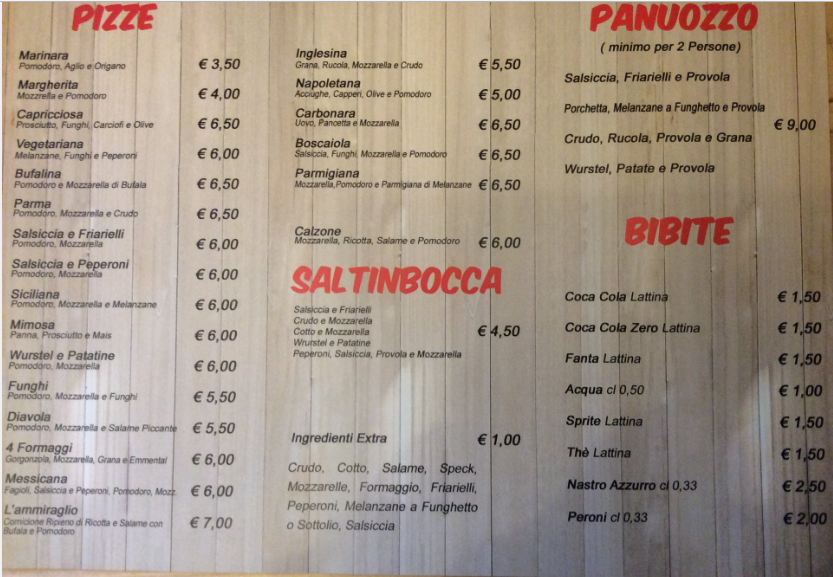 PIZZE
Marinara
Pomodoro, Aglio e Origano
€ 3,50
Margherita
Mozzrella e Pomodoro
€ 4,00
Capricciosa
Prosciutto, Funghi, Carciofi e Olive
€ 6,50
Vegetariana
Melanzane, Funghi e Peperoni
€ 6,00
Bufalina
Pomodoro e Mozzarella di Bufala
€ 6,50
Parma
Pomodoro, Mozzarella e Crudo
€ 6,50
Salsiccia e Friarielli
Pomodoro, Mozzarella
€ 6,00
Salsiccia e Peperoni
Pomodoro, Mozzarella
€ 6,00
Siciliana
Pomodoro, Mozzarella e Melanzane
€ 6,00
Mimosa
Panna, Prosciutto e Mais
€ 6,00
Wurstel e Patatine
Pomodoro, Mozzarella
€ 6,00
Funghi
Pomodoro, Mozzarella e Funghi
€ 5,50
Diavola
Pomodoro, Mozzarella e Salame Piccante
€ 5,50
4 Formaggi
Gorgonzola, Mozzarella, Grana e Emmental
€ 6,00
Messicana
Fagioli, Salsiccia e Peperoni, Pomodoro, Mozz.
€ 6,00
L'ammiraglio
Cornicione Ripieno di Ricotta e Salame con
Bufala e Pomodoro
€ 7,00
Inglesina
Grana, Rucola, Mozzarella e Crudo
€ 5,50
Napoletana
Acciughe, Capperi, Olive e Pomodoro
€ 5,00
Carbonara
Uovo, Pancetta e Mozzarella
€ 6,50
Boscaiola
Salsiccia, Funghi, Mozzarella e Pomodoro
€ 6,50
Parmigiana
Mozzarella,Pomodoro e Parmigiana di Melanzane
€ 6,50
Calzone
Mozzarella, Ricotta, Salame e Pomodoro
€ 6,00
SALTINBOCCA
Salsiccia e Friarielli
Crudo e Mozzarella
Cotto e Mozzarella
Wrurstel e Patatine
Peperoni, Salsiccia, Provola e Mozzarella
€ 4,50
Ingredienti Extra
€ 1,00
Crudo, Cotto, Salame, Speck,
Mozzarelle, Formaggio, Friarielli,
Peperoni, Melanzane a Funghetto
o Sottolio, Salsiccia
PANUOZZO
( minimo per 2 Persone)
Salsiccia, Friarielli e Provola
Porchetta, Melanzane a Funghetto e Provola
€ 9,00
Crudo, Rucola, Provola e Grana
Wurstel, Patate e Provola
BIBITE
Coca Cola Lattina
€ 1,50
Coca Cola Zero Lattina
€ 1,50
Fanta Lattina
€ 1,50
Acqua cl 0,50
€ 1,00
Sprite Lattina
€ 1,50
Thè Lattina
€ 1,50
Nastro Azzurro cl 0,33
€ 2,50
Peroni cl 0,33
€ 2,00